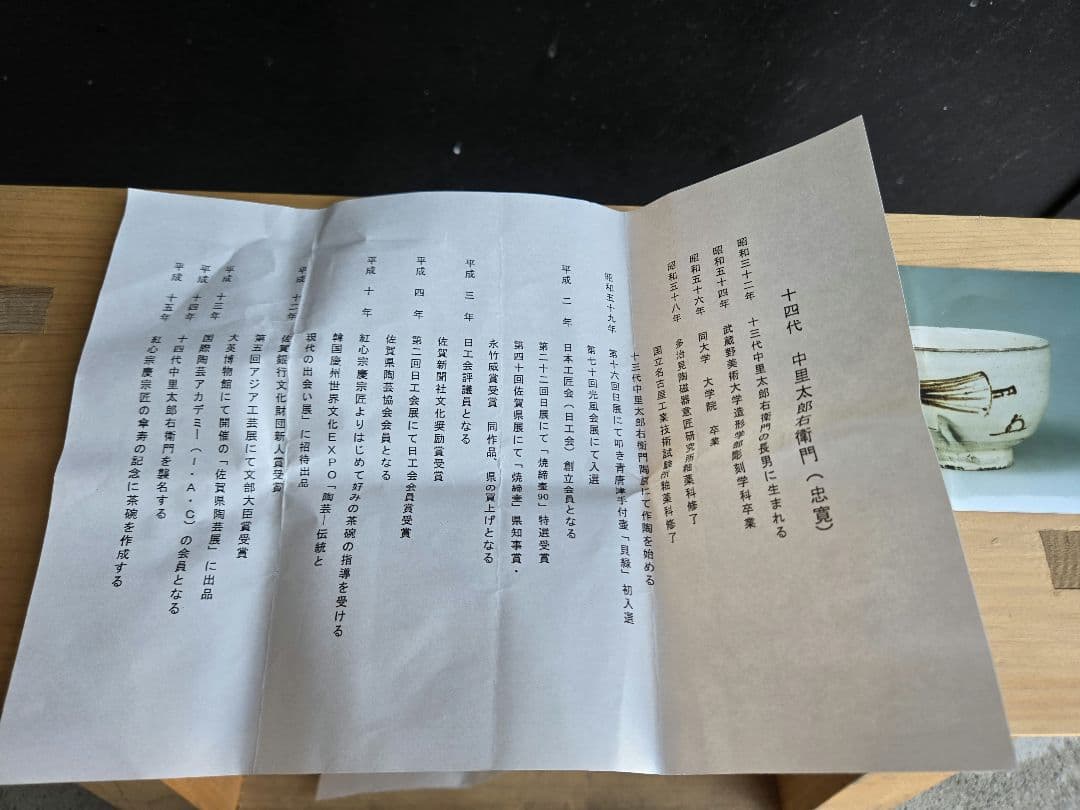 十四代 中里太郎右衛門(忠寛)
昭和三十二年 十三代中里太郎右衛門の長男に生まれる
昭和五十四年 武蔵野美術大学造形学部彫刻学科卒業
昭和五十六年 同大学 大学院 卒業
多治見陶磁器意匠研究所釉薬科修了
昭和五十八年 国立名古屋工業技術試験所釉薬科修了
十三代中里太郎右衛門陶房にて作陶を始める
昭和五十九年 第十六回日展にて叩き青唐津手付壷「貝緑」初入選
第七十回光風会展にて入選
平成 二 年 日本工匠会(日工会)創立会員となる
第二十二回日展にて「焼締壷90」特選受賞
第四十回佐賀県展にて「焼締壷」県知事賞・
永竹威賞受賞 同作品、県の買上げとなる
平成 三 年 日工会評議員となる
佐賀新聞社文化奨励賞受賞
平成 四 年 第二回日工会展にて日工会会員賞受賞
佐賀県陶芸協会会員となる
平成 十 年 紅心宗慶宗匠よりはじめて好みの茶碗の指導を受ける
韓国慶州世界文化EXPO「陶芸―伝統と
現代の出会い展」に招待出品
平成 十二年 佐賀銀行文化財団新人賞受賞
第五回アジア工芸展にて文部大臣賞受賞
平成 十三年 大英博物館にて開催の「佐賀県陶芸展」に出品
平成 十四年 国際陶芸アカデミー(I・A・C)の会員となる
十四代中里太郎右衛門を襲名する
平成 十五年 紅心宗慶宗匠の傘寿の記念に茶碗を作成する